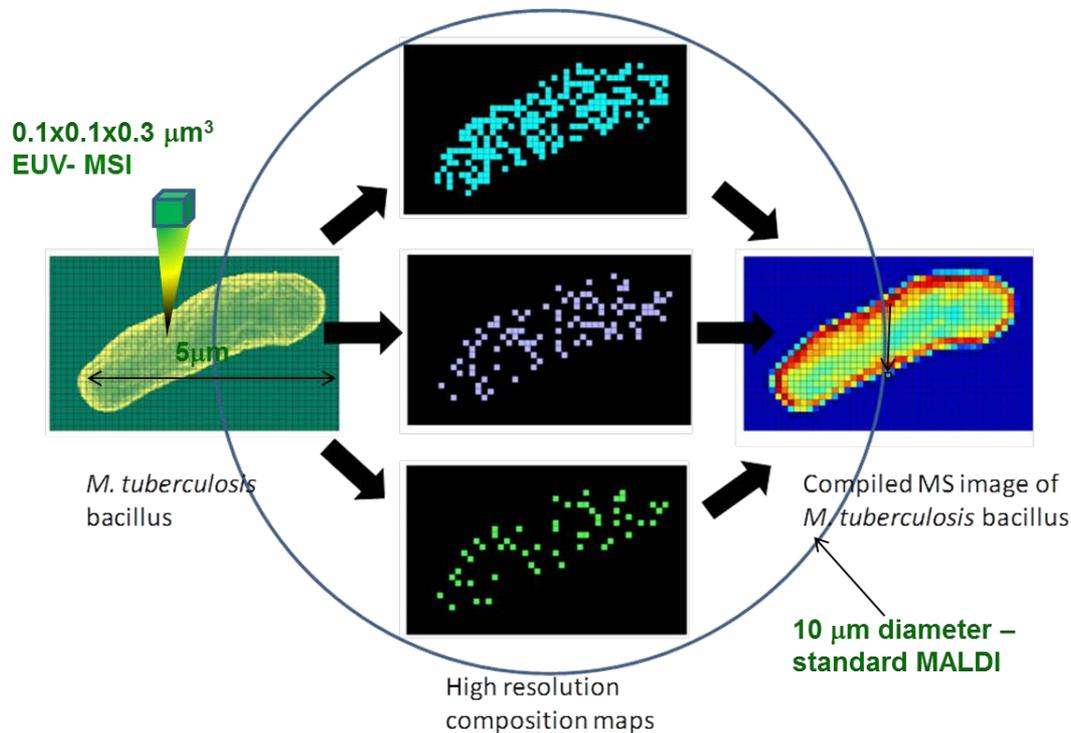 0.1x0.1x0.3 μm³
EUV- MSI
5μm
M. tuberculosis
bacillus
Compiled MS image of
M. tuberculosis bacillus
10 μm diameter –
standard MALDI
High resolution
composition maps